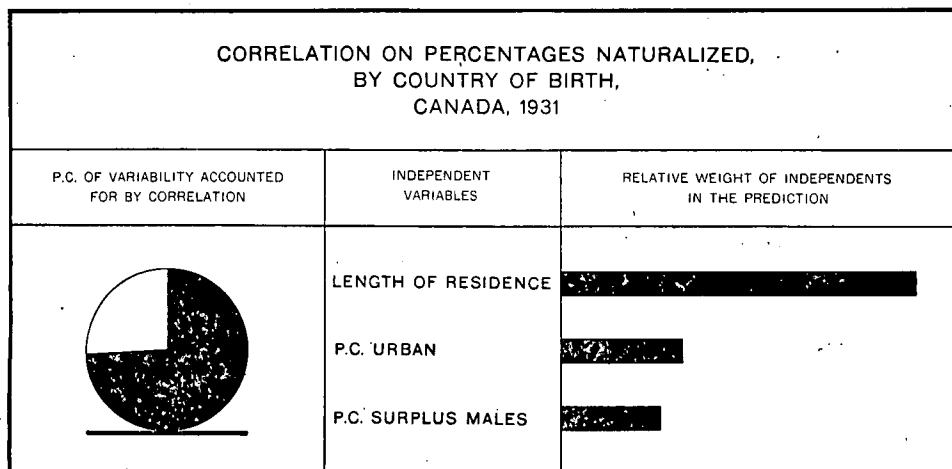 CORRELATION ON PERCENTAGES NATURALIZED,
BY COUNTRY OF BIRTH,
CANADA, 1931
P.C. OF VARIABILITY ACCOUNTED
FOR BY CORRELATION
INDEPENDENT
VARIABLES
RELATIVE WEIGHT OF INDEPENDENTS
IN THE PREDICTION
LENGTH OF RESIDENCE
P.C. URBAN
P.C. SURPLUS MALES